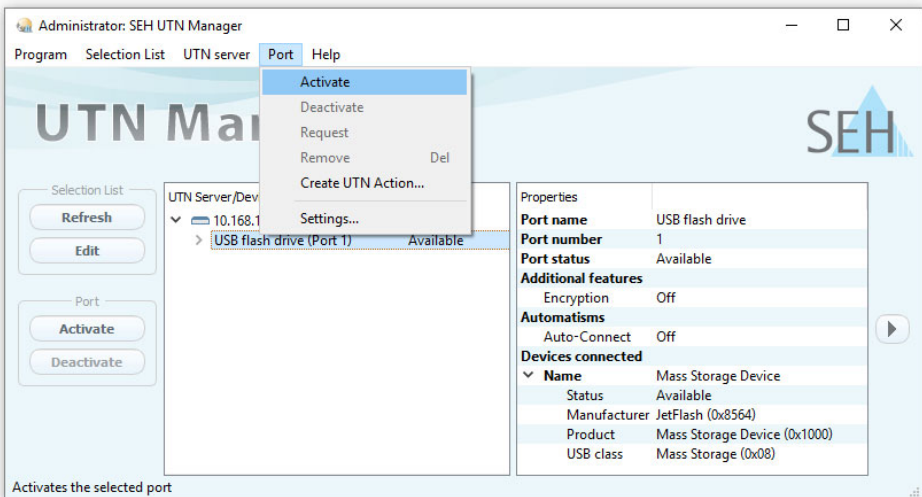 Administrator: SEH UTN Manager
Program Selection List UTN server Port Help
Activate
Deactivate
Request
Remove Del
Create UTN Action...
Settings...
UTN Ma
SEH
Selection List
Refresh
Edit
Port
Activate
Deactivate
UTN Server/Dev
10.168.1
USB flash drive (Port 1) Available
Properties
Port name USB flash drive
Port number 1
Port status Available
Additional features
Encryption Off
Automatisms
Auto-Connect Off
Devices connected
Name Mass Storage Device
Status Available
Manufacturer JetFlash (0x8564)
Product Mass Storage Device (0x1000)
USB class Mass Storage (0x08)
Activates the selected port